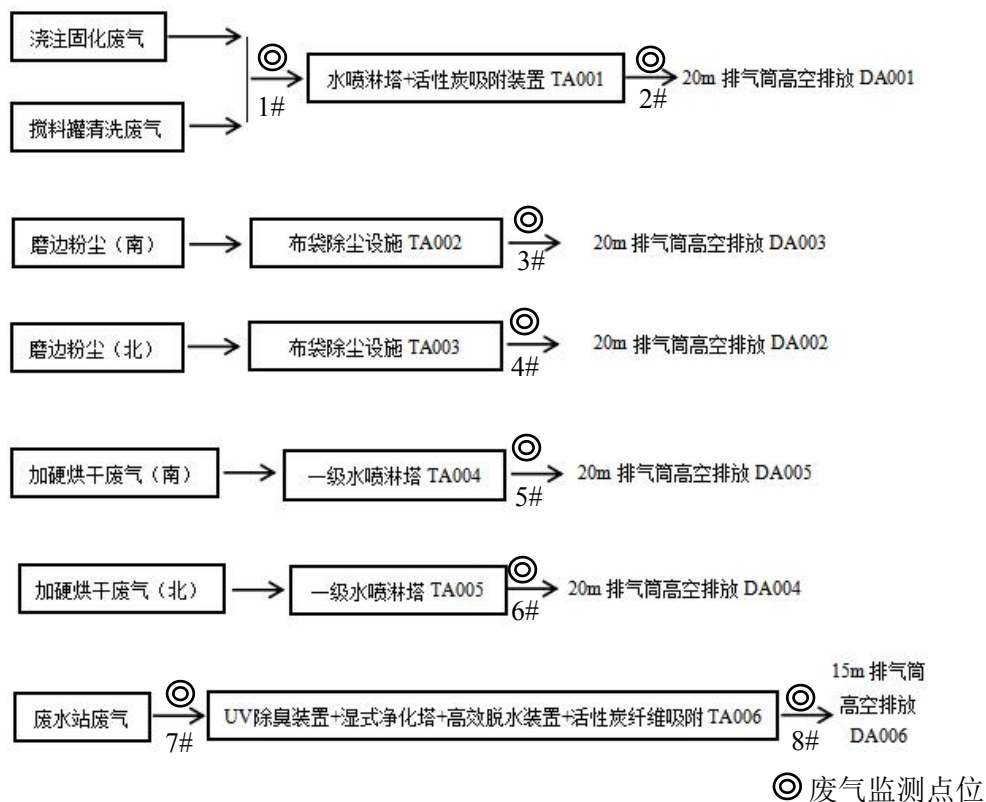 浇注固化废气
搅料罐清洗废气
1#
水喷淋塔+活性炭吸附装置 TA001
2#
20m 排气筒高空排放 DA001
磨边粉尘（南）
布袋除尘设施 TA002
3#
20m 排气筒高空排放 DA003
磨边粉尘（北）
布袋除尘设施 TA003
4#
20m 排气筒高空排放 DA002
加硬烘干废气（南）
一级水喷淋塔 TA004
5#
20m 排气筒高空排放 DA005
加硬烘干废气（北）
一级水喷淋塔 TA005
6#
20m 排气筒高空排放 DA004
废水站废气
7#
UV除臭装置+湿式净化塔+高效脱水装置+活性炭纤维吸附 TA006
8#
15m 排气筒
高空排放
DA006
废气监测点位